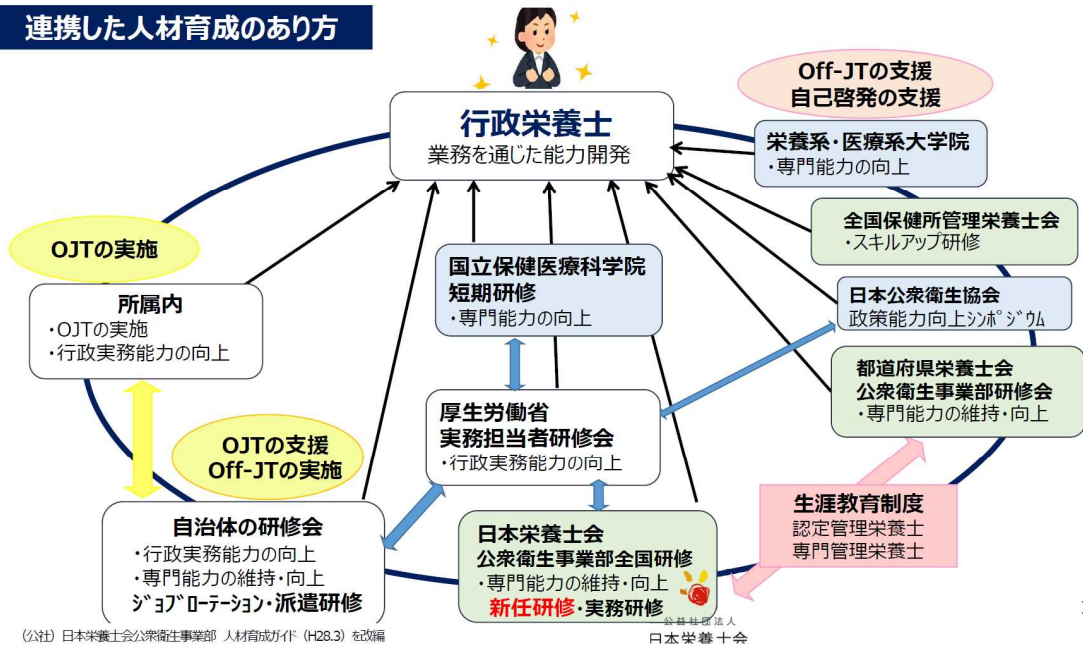 連携した人材育成のあり方
行政栄養士
業務を通じた能力開発
Off-JTの支援
自己啓発の支援
栄養系・医療系大学院
・専門能力の向上
全国保健所管理栄養士会
・スキルアップ研修
日本公衆衛生協会
政策能力向上ｼﾝﾎﾟｼﾞｳﾑ
都道府県栄養士会
公衆衛生事業部研修会
・専門能力の維持・向上
生涯教育制度
認定管理栄養士
専門管理栄養士
OJTの実施
所属内
・OJTの実施
・行政実務能力の向上
国立保健医療科学院
短期研修
・専門能力の向上
厚生労働省
実務担当者研修会
・行政実務能力の向上
OJTの支援
Off-JTの実施
自治体の研修会
・行政実務能力の向上
・専門能力の維持・向上
ｼﾞｮﾌﾞﾛｰﾃｰｼｮﾝ・派遣研修
日本栄養士会
公衆衛生事業部全国研修
・専門能力の維持・向上
新任研修・実務研修
公益社団法人
日本栄養士会
（公社）日本栄養士会公衆衛生事業部 人材育成ガイド（H28.3）を改編